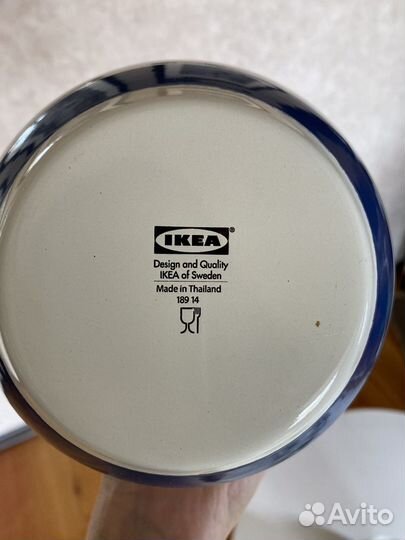 IKEA®
Design and Quality
IKEA of Sweden
Made in Thailand
189 14
Avito